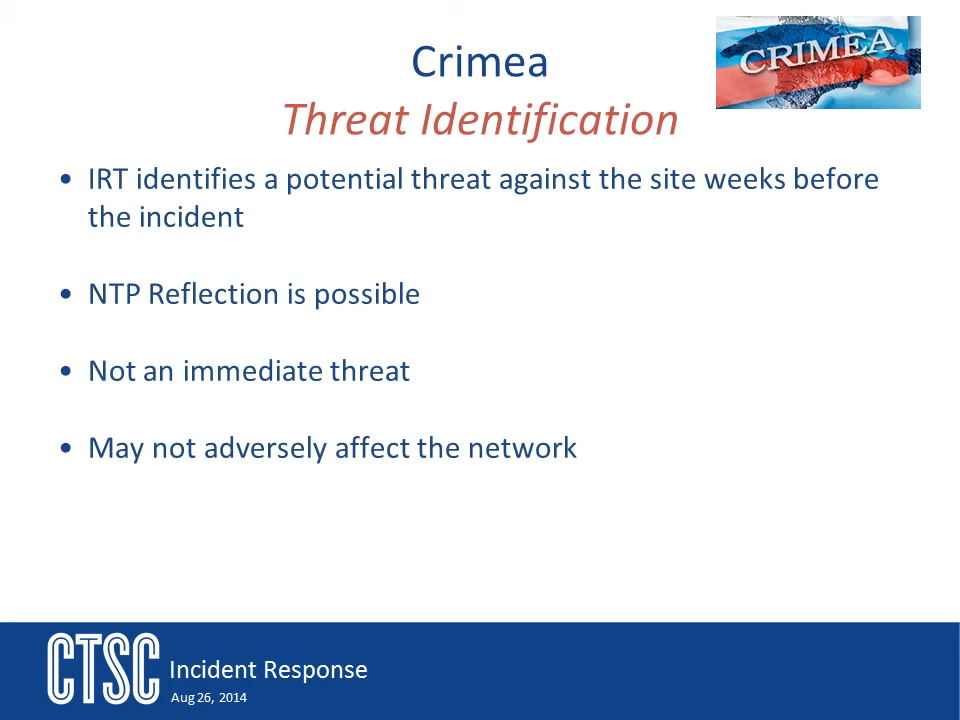 Crimea
CRIMEA
Threat Identification
• IRT identifies a potential threat against the site weeks before
the incident
• NTP Reflection is possible
• Not an immediate threat
• May not adversely affect the network
CTSC Incident Response
Aug 26, 2014